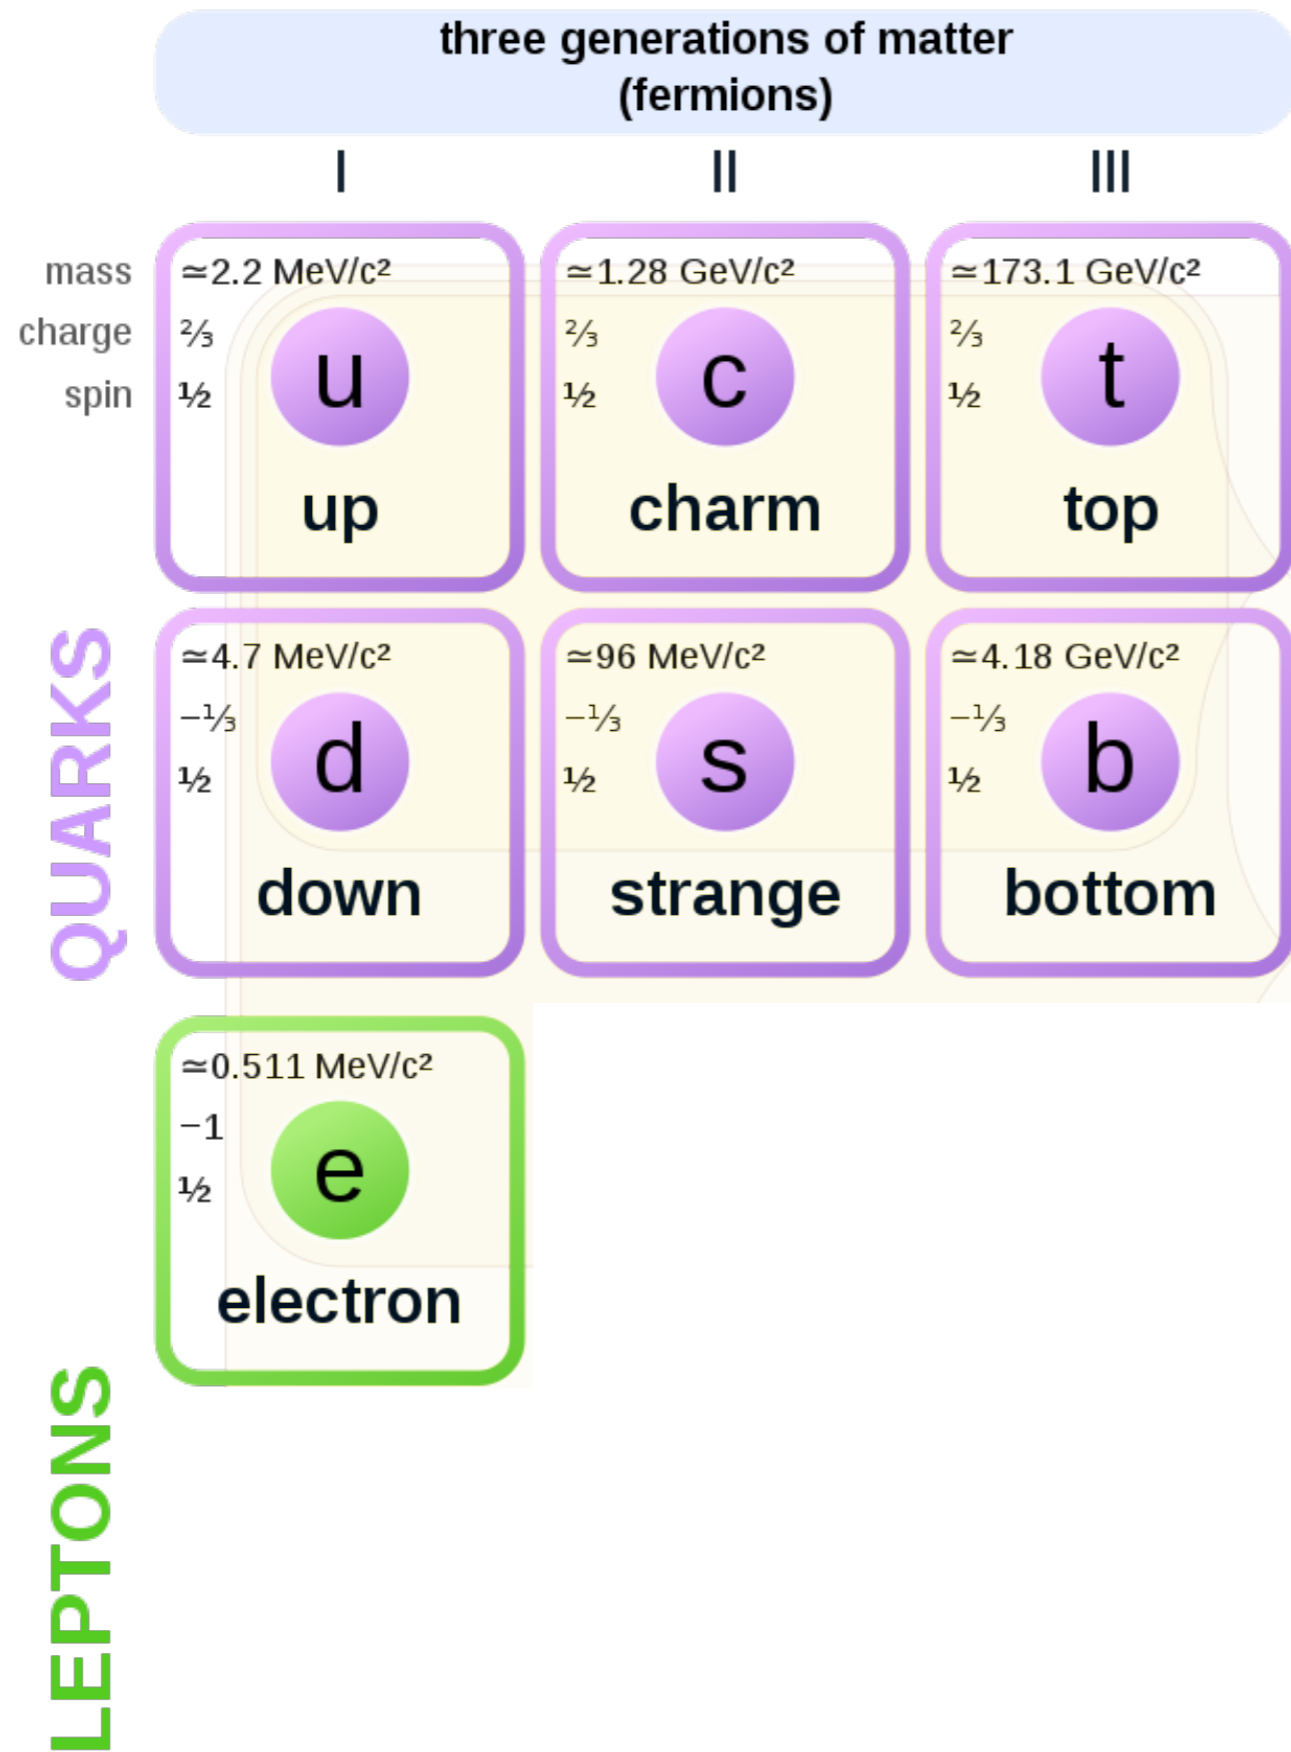 three generations of matter
(fermions)
I II III
mass ≃2.2 MeV/c² ≃1.28 GeV/c² ≃173.1 GeV/c²
charge ⅔ ⅔ ⅔
spin ½ ½ ½
u c t
up charm top
QUARKS
≃4.7 MeV/c² ≃96 MeV/c² ≃4.18 GeV/c²
−⅓ −⅓ −⅓
½ ½ ½
d s b
down strange bottom
≃0.511 MeV/c²
−1
½
e
electron
LEPTONS